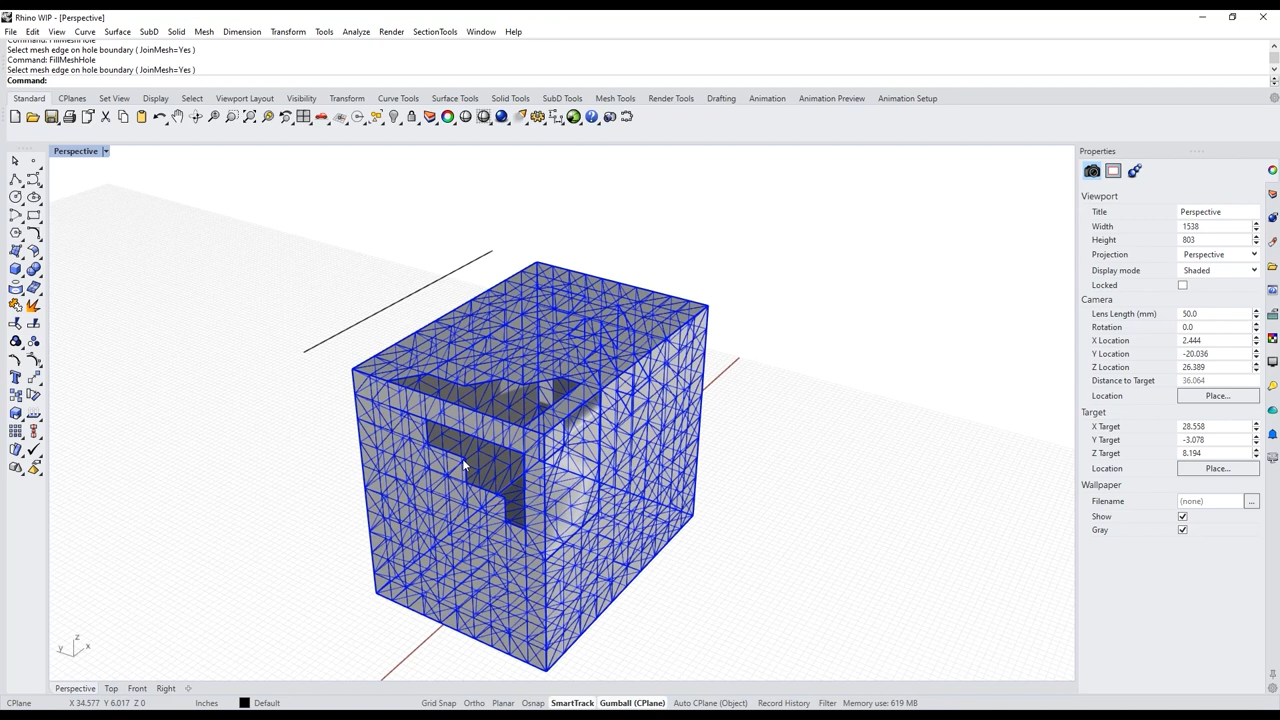 Rhino WIP - [Perspective]
File Edit View Curve Surface SubD Solid Mesh Dimension Transform Tools Analyze Render SectionTools Window Help
Select mesh edge on hole boundary ( JoinMesh=Yes )
Command: FillMeshHole
Select mesh edge on hole boundary ( JoinMesh=Yes )
Command:
Standard CPlanes Set View Display Select Viewport Layout Visibility Transform Curve Tools Surface Tools Solid Tools SubD Tools Mesh Tools Render Tools Drafting Animation Animation Preview Animation Setup
Perspective
Properties
Viewport
Title Perspective
Width 1538
Height 803
Projection Perspective
Display mode Shaded
Locked
Camera
Lens Length (mm) 50.0
Rotation 0.0
X Location 2.444
Y Location -20.036
Z Location 26.389
Distance to Target 36.064
Location Place...
Target
X Target 28.558
Y Target -3.078
Z Target 8.194
Location Place...
Wallpaper
Filename (none) ...
Show
Gray
z
y x
Perspective Top Front Right
CPlane X 34.577 Y 6.017 Z 0 Inches Default Grid Snap Ortho Planar Osnap SmartTrack Gumball (CPlane) Auto CPlane (Object) Record History Filter Memory use: 619 MB